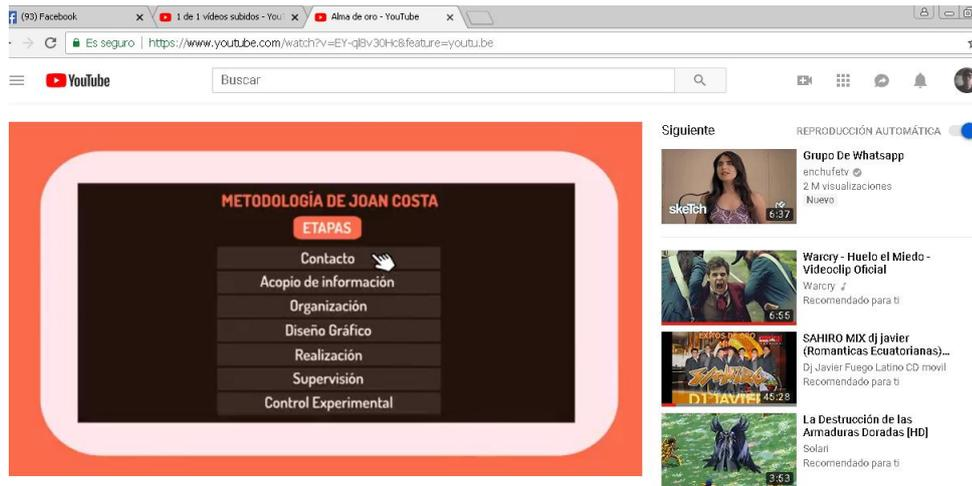 (93) Facebook
1 de 1 vídeos subidos - You
Alma de oro - YouTube
Es seguro
https://www.youtube.com/watch?v=EY-ql8v30Hc&feature=youtu.be
YouTube
Buscar
METODOLOGÍA DE JOAN COSTA
ETAPAS
Contacto
Acopio de información
Organización
Diseño Gráfico
Realización
Supervisión
Control Experimental
Siguiente
REPRODUCCIÓN AUTOMÁTICA
skeTch
6:37
Grupo De Whatsapp
enchufetv
2 M visualizaciones
Nuevo
6:55
Warcry - Huelo el Miedo -
Videoclip Oficial
Warcry
Recomendado para ti
DJ JAVIER
45:28
SAHIRO MIX dj javier
(Romanticas Ecuatorianas)...
Dj Javier Fuego Latino CD movil
Recomendado para ti
3:53
La Destrucción de las
Armaduras Doradas [HD]
Solari
Recomendado para ti